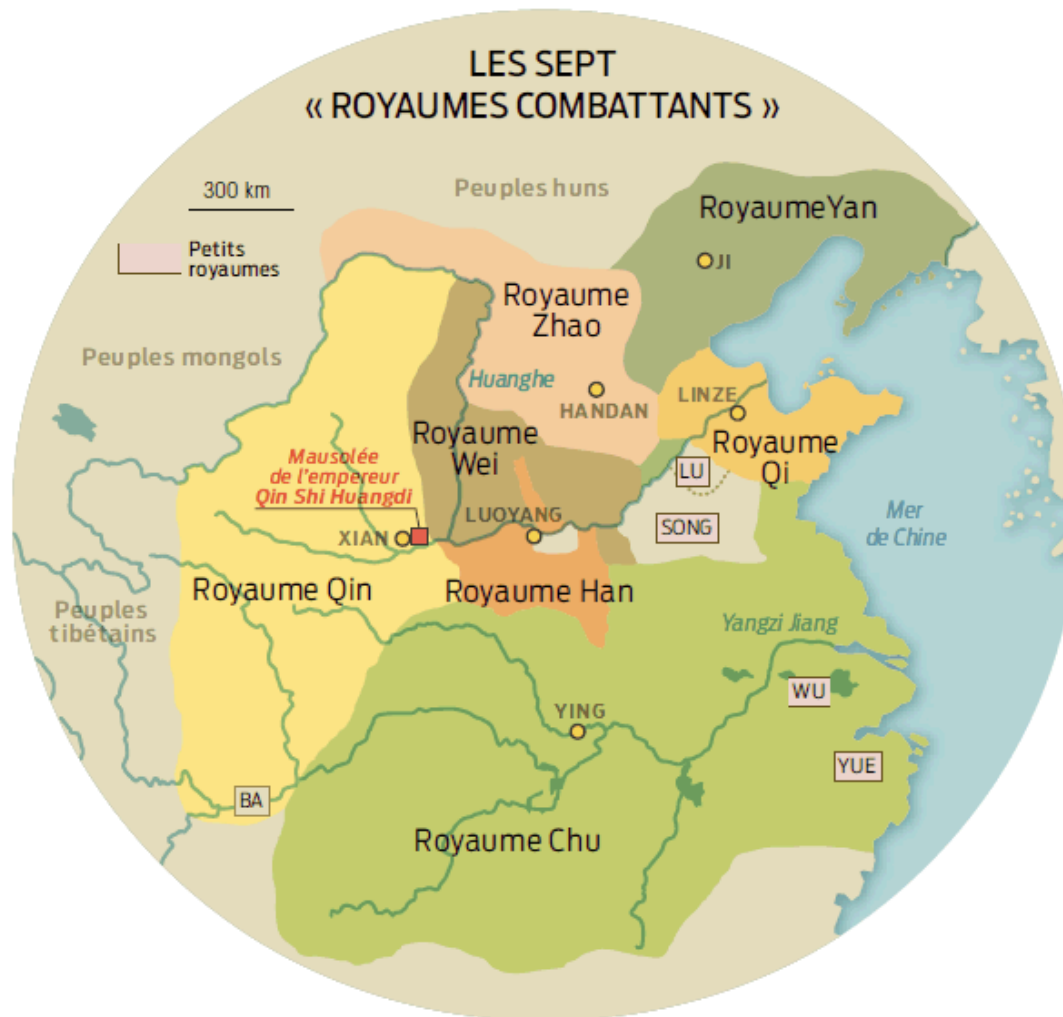 LES SEPT
« ROYAUMES COMBATTANTS »
300 km
Petits
royaumes
Peuples huns
RoyaumeYan
JI
Royaume
Zhao
Peuples mongols
Huanghe
HANDAN
LINZE
Royaume
Wei
Royaume
Qi
Mausolée
de l'empereur
Qin Shi Huangdi
LU
LUOYANG
SONG
Mer
de Chine
XIAN
Royaume Qin
Royaume Han
Peuples
tibétains
Yangzi Jiang
WU
YING
YUE
BA
Royaume Chu